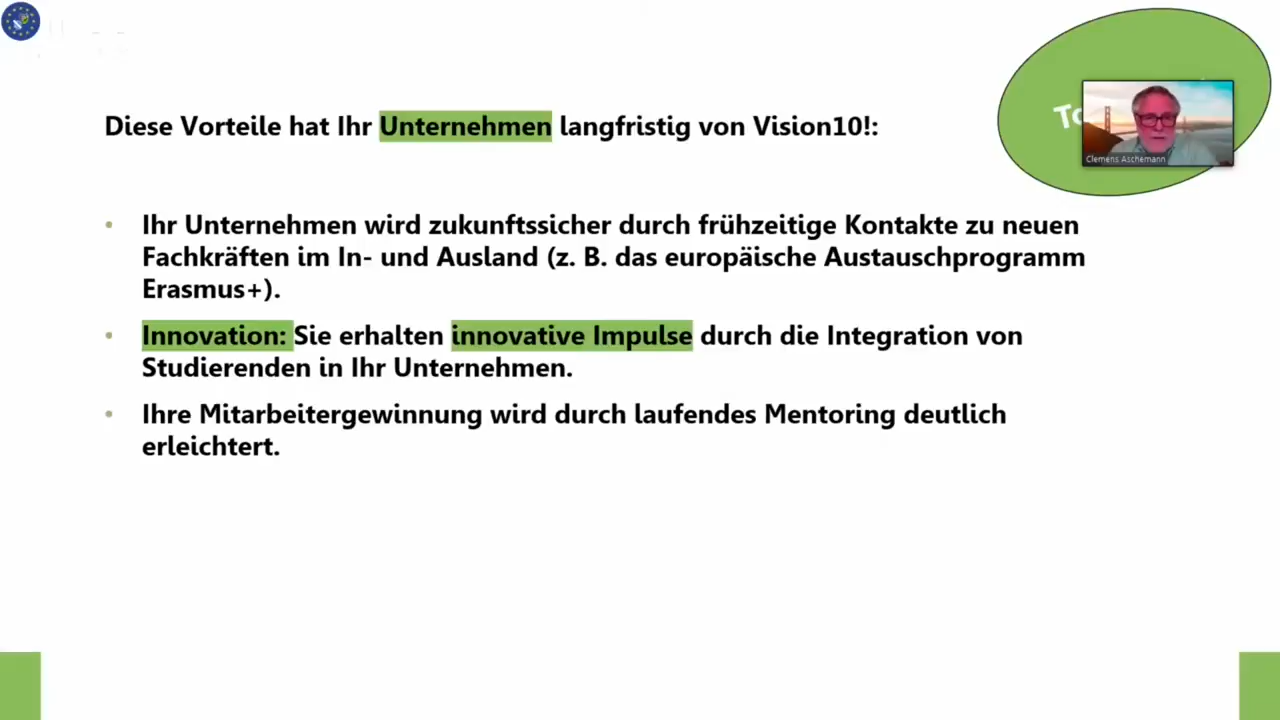 Diese Vorteile hat Ihr Unternehmen langfristig von Vision10!:
Clemens Aschemann
• Ihr Unternehmen wird zukunftssicher durch frühzeitige Kontakte zu neuen
Fachkräften im In- und Ausland (z. B. das europäische Austauschprogramm
Erasmus+).
• Innovation: Sie erhalten innovative Impulse durch die Integration von
Studierenden in Ihr Unternehmen.
• Ihre Mitarbeitergewinnung wird durch laufendes Mentoring deutlich
erleichtert.